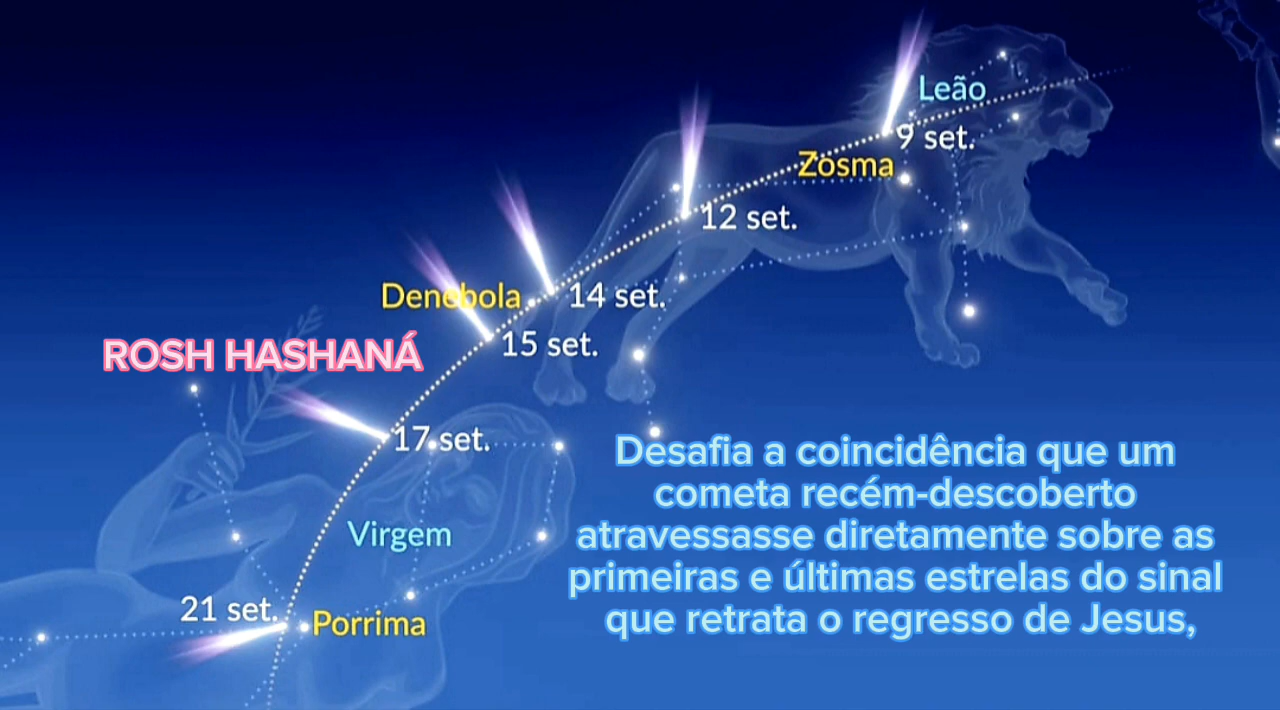 Leão
9 set.
Zosma
12 set.
Denebola
14 set.
15 set.
ROSH HASHANÁ
17 set.
Desafia a coincidência que um
cometa recém-descoberto
atravessasse diretamente sobre as
primeiras e últimas estrelas do sinal
que retrata o regresso de Jesus,
Virgem
21 set.
Porrima